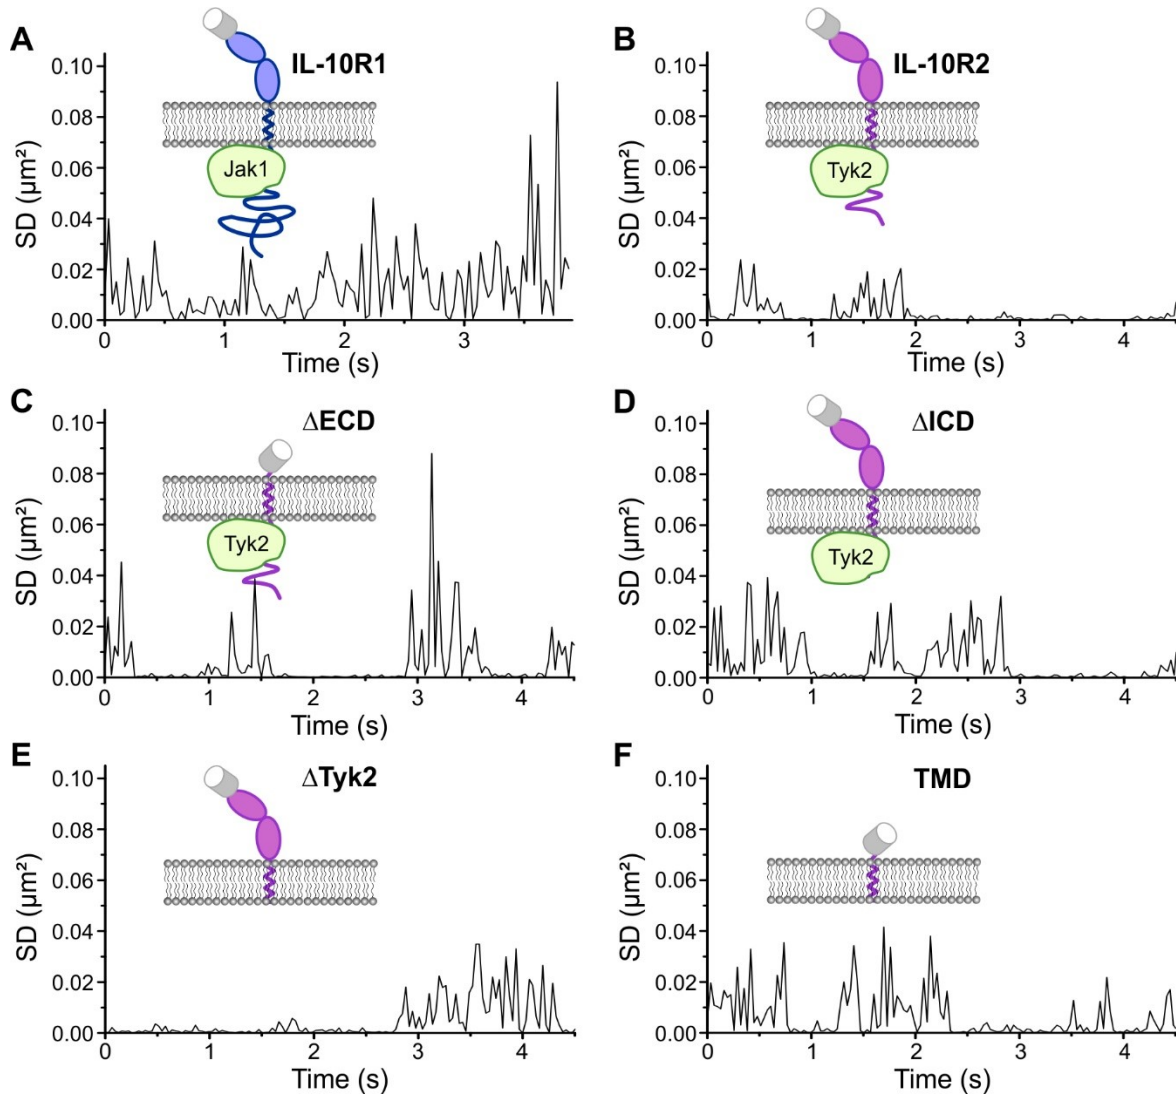 A
IL-10R1
SD (µm²)
0.10
0.08
0.06
0.04
0.02
0.00
Jak1
0 1 2 3
Time (s)
B
IL-10R2
SD (µm²)
0.10
0.08
0.06
0.04
0.02
0.00
Tyk2
0 1 2 3 4
Time (s)
C
ΔECD
SD (µm²)
0.10
0.08
0.06
0.04
0.02
0.00
Tyk2
0 1 2 3 4
Time (s)
D
ΔICD
SD (µm²)
0.10
0.08
0.06
0.04
0.02
0.00
Tyk2
0 1 2 3 4
Time (s)
E
ΔTyk2
SD (µm²)
0.10
0.08
0.06
0.04
0.02
0.00
0 1 2 3 4
Time (s)
F
TMD
SD (µm²)
0.10
0.08
0.06
0.04
0.02
0.00
0 1 2 3 4
Time (s)